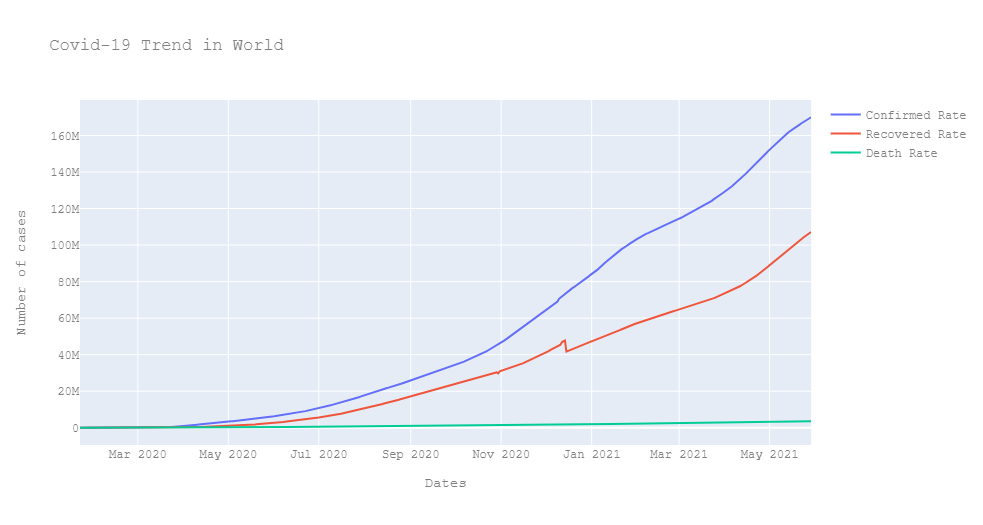 Covid-19 Trend in World
Confirmed Rate
Recovered Rate
Death Rate
Number of cases
160M
140M
120M
100M
80M
60M
40M
20M
0
Mar 2020 May 2020 Jul 2020 Sep 2020 Nov 2020 Jan 2021 Mar 2021 May 2021
Dates